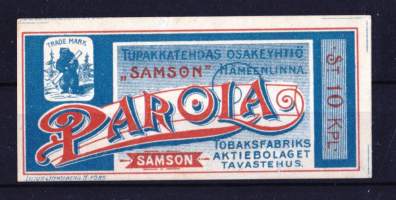 TRADE MARK
TUPAKKATEHDAS OSAKEYHTIÖ
„SAMSON” HÄMEENLINNA.
PAROLA
SAMSON
TOBAKSFABRIKS
AKTIEBOLAGET
TAVASTEHUS.
ST 10 KPL